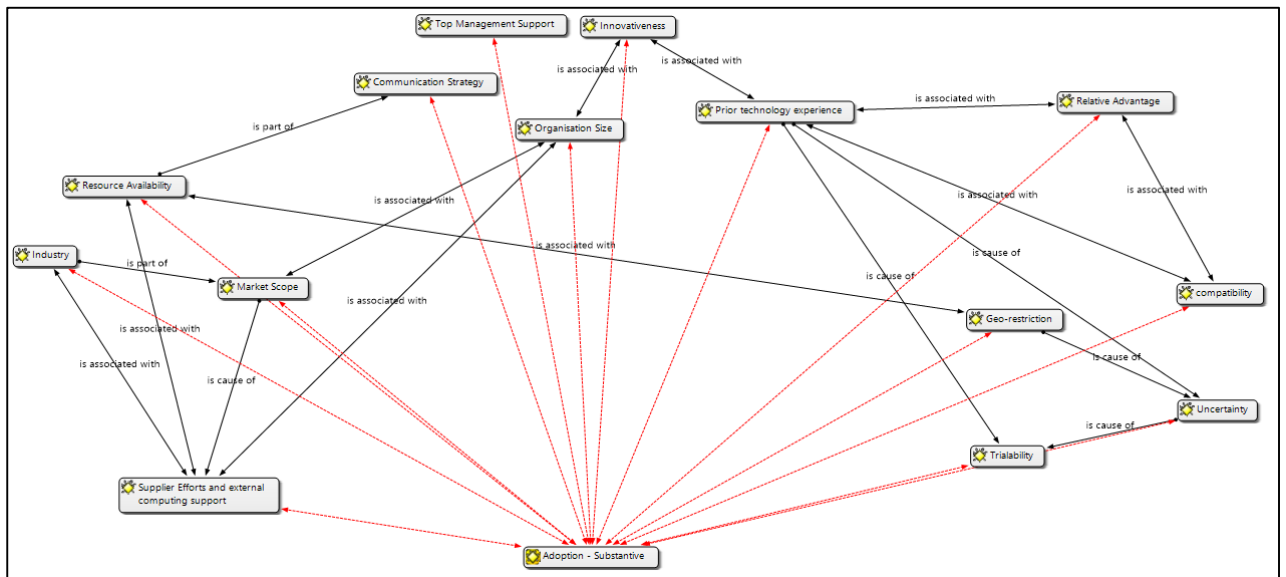 Top Management Support
Innovativeness
is associated with
is associated with
Communication Strategy
Prior technology experience
is associated with
Relative Advantage
is part of
Organisation Size
Resource Availability
is associated with
is associated with
is associated with
is associated with
Industry
is part of
is cause of
is cause of
Market Scope
compatibility
is associated with
is associated with
Geo-restriction
is associated with
is cause of
is cause of
Uncertainty
is cause of
Trialability
Supplier Efforts and external
computing support
Adoption - Substantive